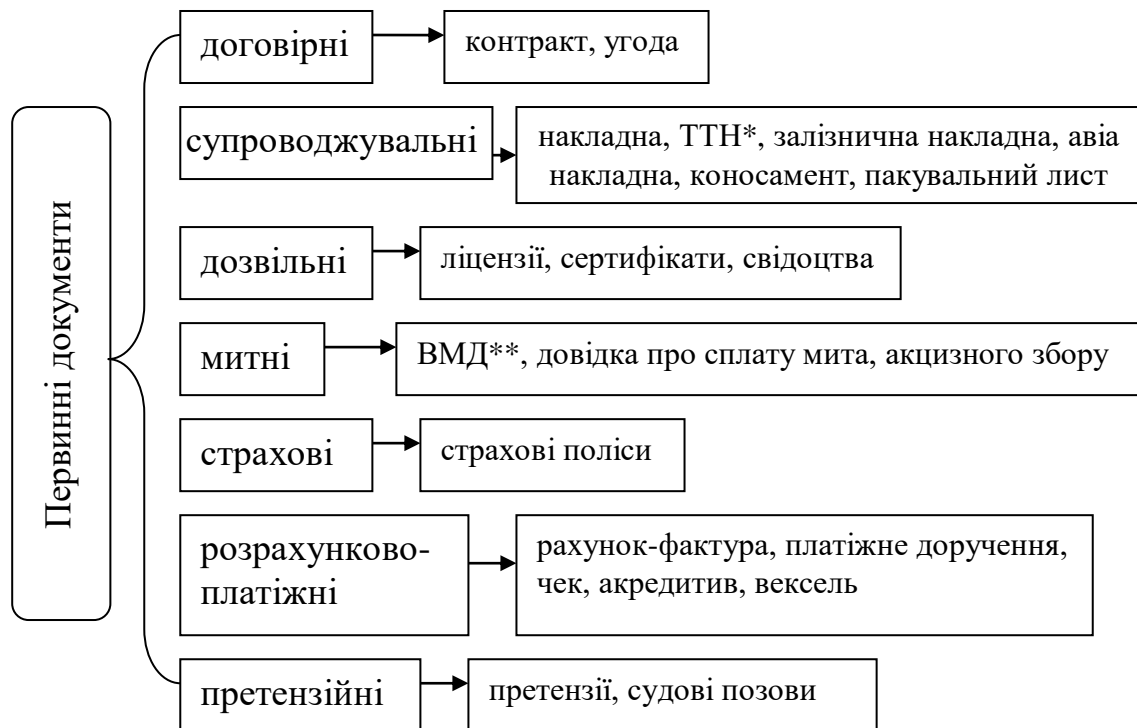 Первинні документи
договірні
контракт, угода
супроводжувальні
накладна, ТТН*, залізнична накладна, авіа
накладна, коносамент, пакувальний лист
дозвільні
ліцензії, сертифікати, свідоцтва
митні
ВМД**, довідка про сплату мита, акцизного збору
страхові
страхові поліси
розрахунково-
платіжні
рахунок-фактура, платіжне доручення,
чек, акредитив, вексель
претензійні
претензії, судові позови